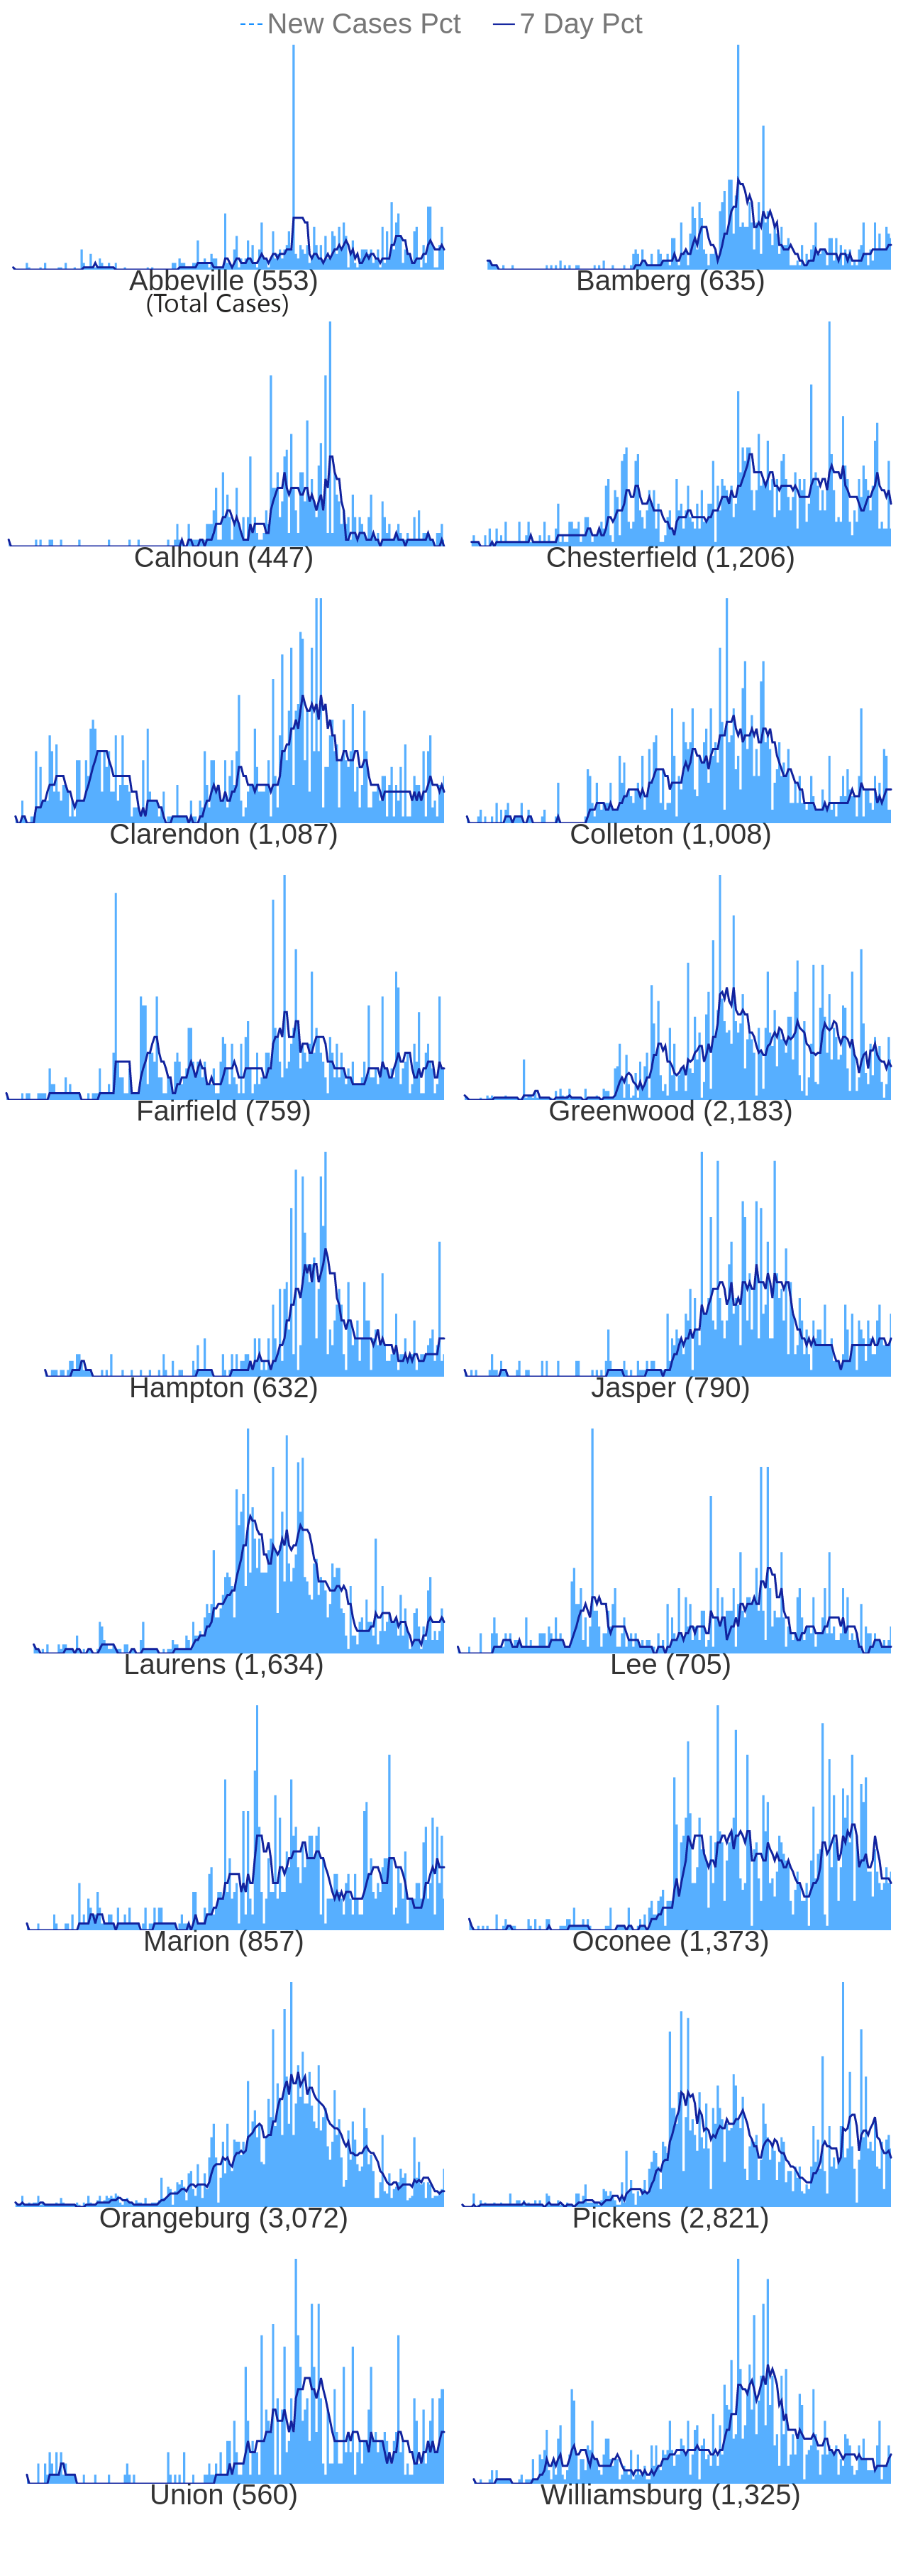 New Cases Pct 7 Day Pct
Abbeville (553) Bamberg (635)
(Total Cases)
Calhoun (447) Chesterfield (1,206)
Clarendon (1,087) Colleton (1,008)
Fairfield (759) Greenwood (2,183)
Hampton (632) Jasper (790)
Laurens (1,634) Lee (705)
Marion (857) Oconee (1,373)
Orangeburg (3,072) Pickens (2,821)
Union (560) Williamsburg (1,325)